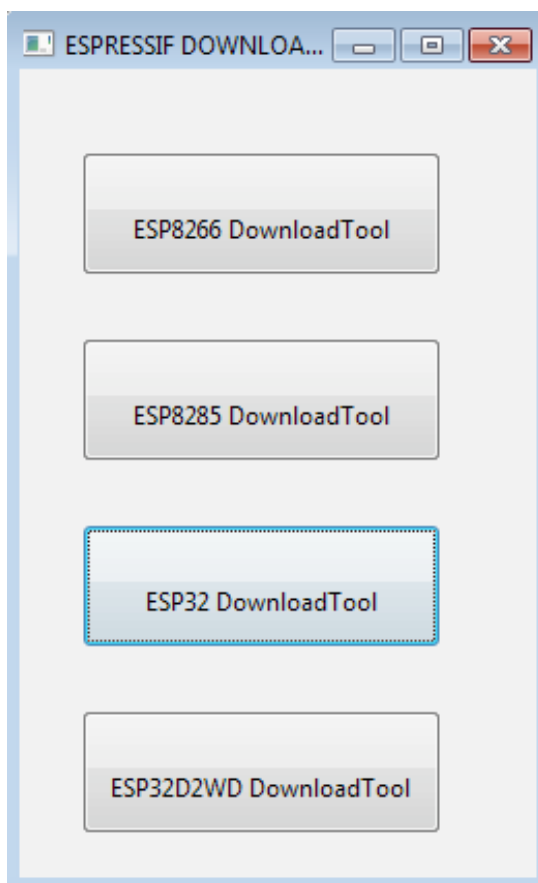 ESPRESSIF DOWNLOA...
ESP8266 DownloadTool
ESP8285 DownloadTool
ESP32 DownloadTool
ESP32D2WD DownloadTool